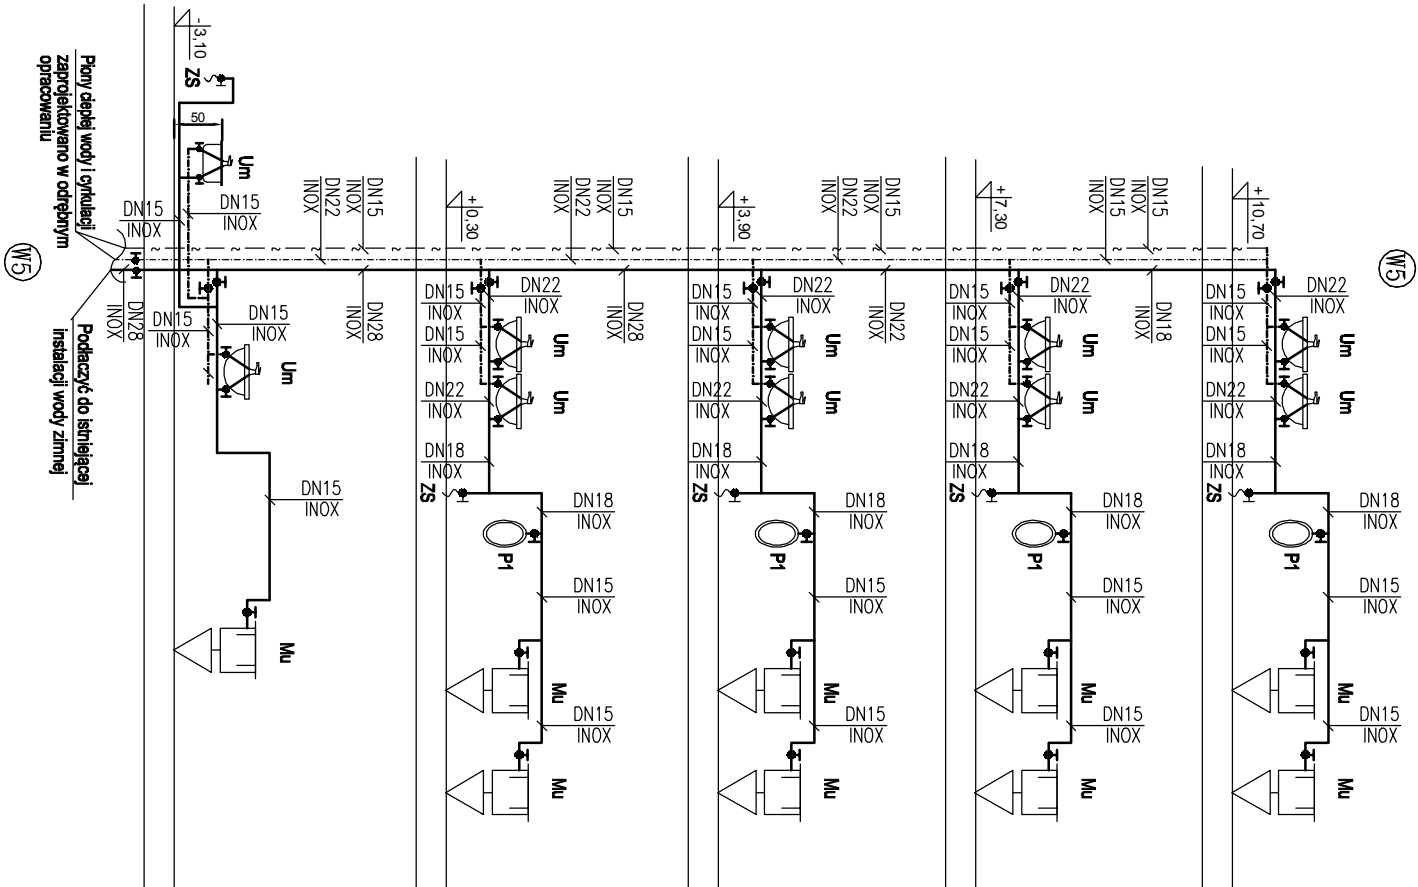 W5
W5
Piony ciepłej wody i cyrkulacji
zaprojektowano w odrębnym
opracowaniu
Podłączyć do istniejącej
instalacji wody zimnej
-3,10
ZS
50
Um
DN15
INOX
DN15
INOX
DN15
INOX
DN22
INOX
DN28
INOX
DN15
INOX
DN15
INOX
DN28
INOX
Um
DN15
INOX
Mu
+0,30
DN15
INOX
DN22
INOX
DN22
INOX
DN15
INOX
DN28
INOX
Um
DN15
INOX
Um
DN22
INOX
DN18
INOX
ZS
DN18
INOX
P1
DN15
INOX
Mu
DN15
INOX
Mu
+3,90
DN15
INOX
DN22
INOX
DN22
INOX
DN15
INOX
DN22
INOX
Um
DN15
INOX
Um
DN22
INOX
DN18
INOX
ZS
DN18
INOX
P1
DN15
INOX
Mu
DN15
INOX
Mu
+7,30
DN15
INOX
DN15
INOX
DN22
INOX
DN15
INOX
DN18
INOX
Um
DN15
INOX
Um
DN22
INOX
DN18
INOX
ZS
DN18
INOX
P1
DN15
INOX
Mu
DN15
INOX
Mu
+10,70
DN22
INOX
DN15
INOX
Um
DN15
INOX
Um
DN22
INOX
DN18
INOX
ZS
DN18
INOX
P1
DN15
INOX
Mu
DN15
INOX
Mu